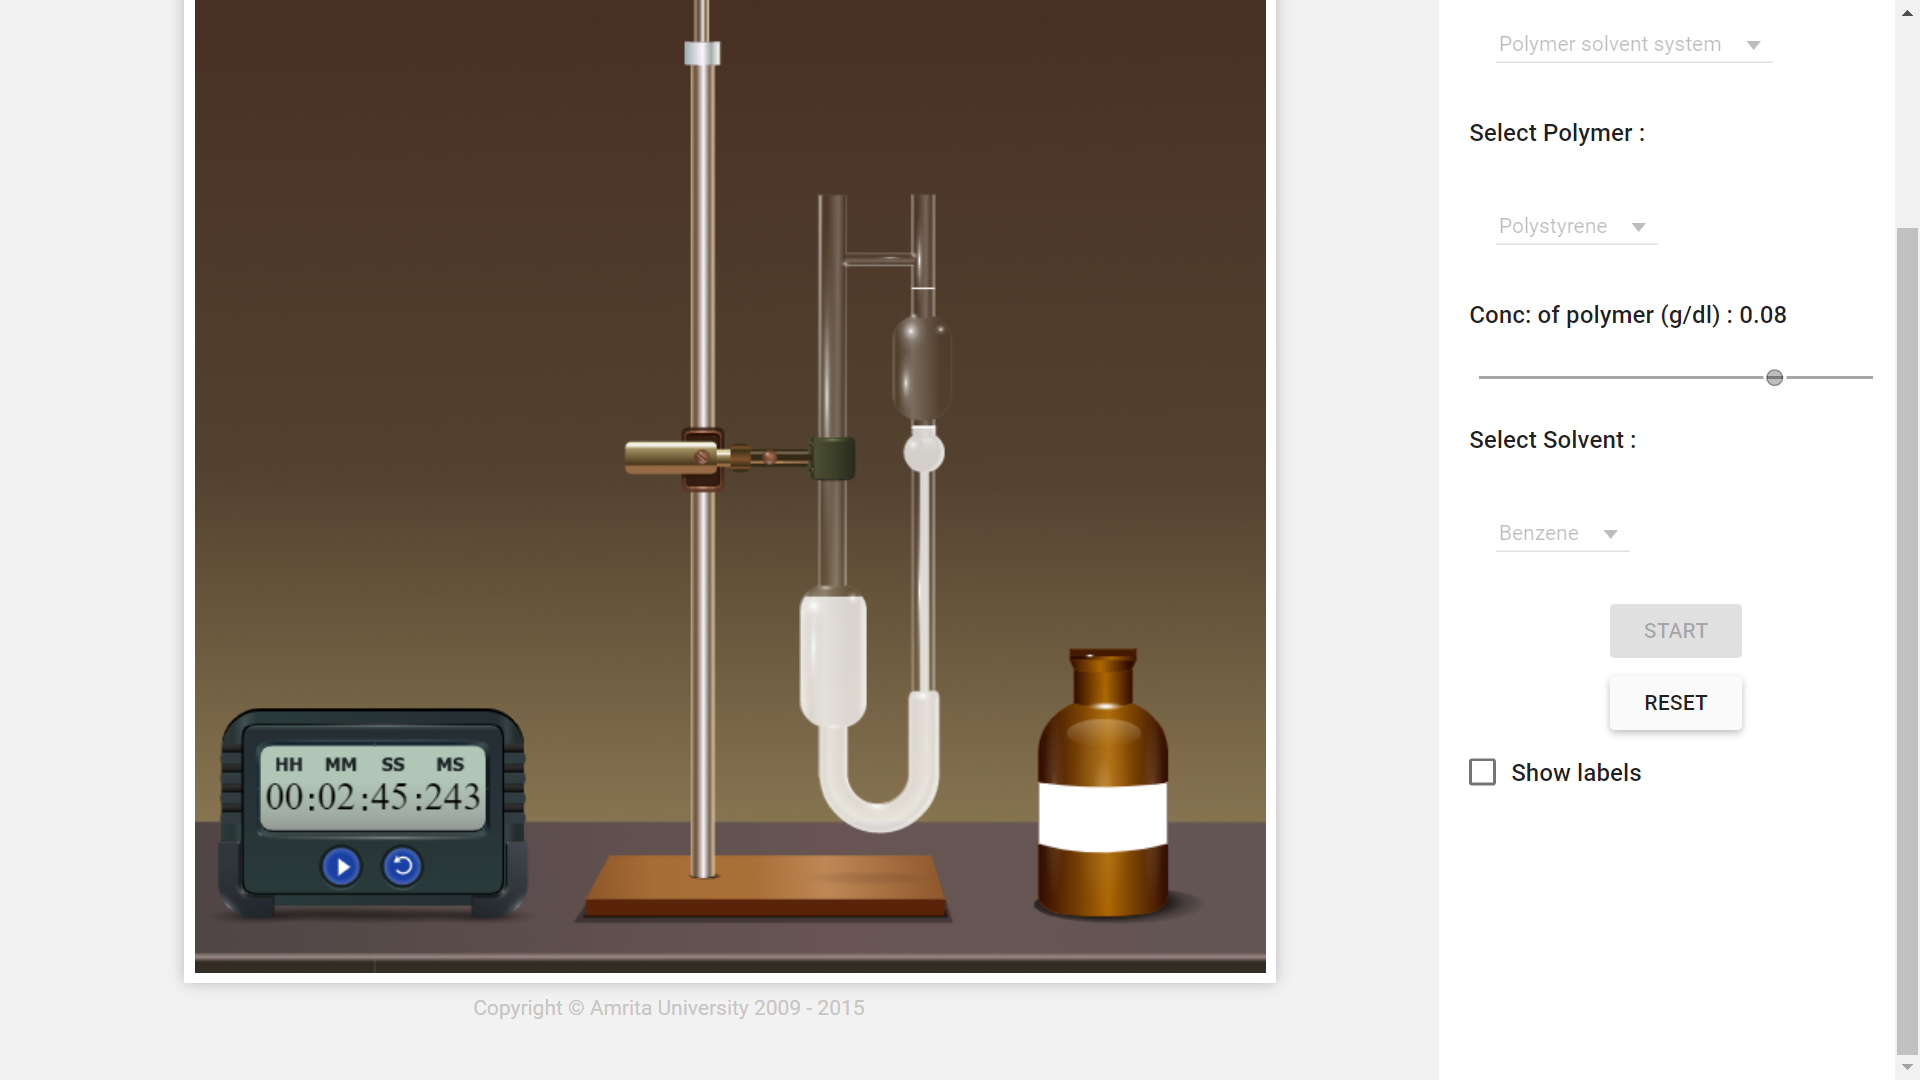 Polymer solvent system
Select Polymer :
Polystyrene
Conc: of polymer (g/dl) : 0.08
Select Solvent :
Benzene
START
RESET
Show labels
HH MM SS MS
00:02:45:243
Copyright © Amrita University 2009 - 2015